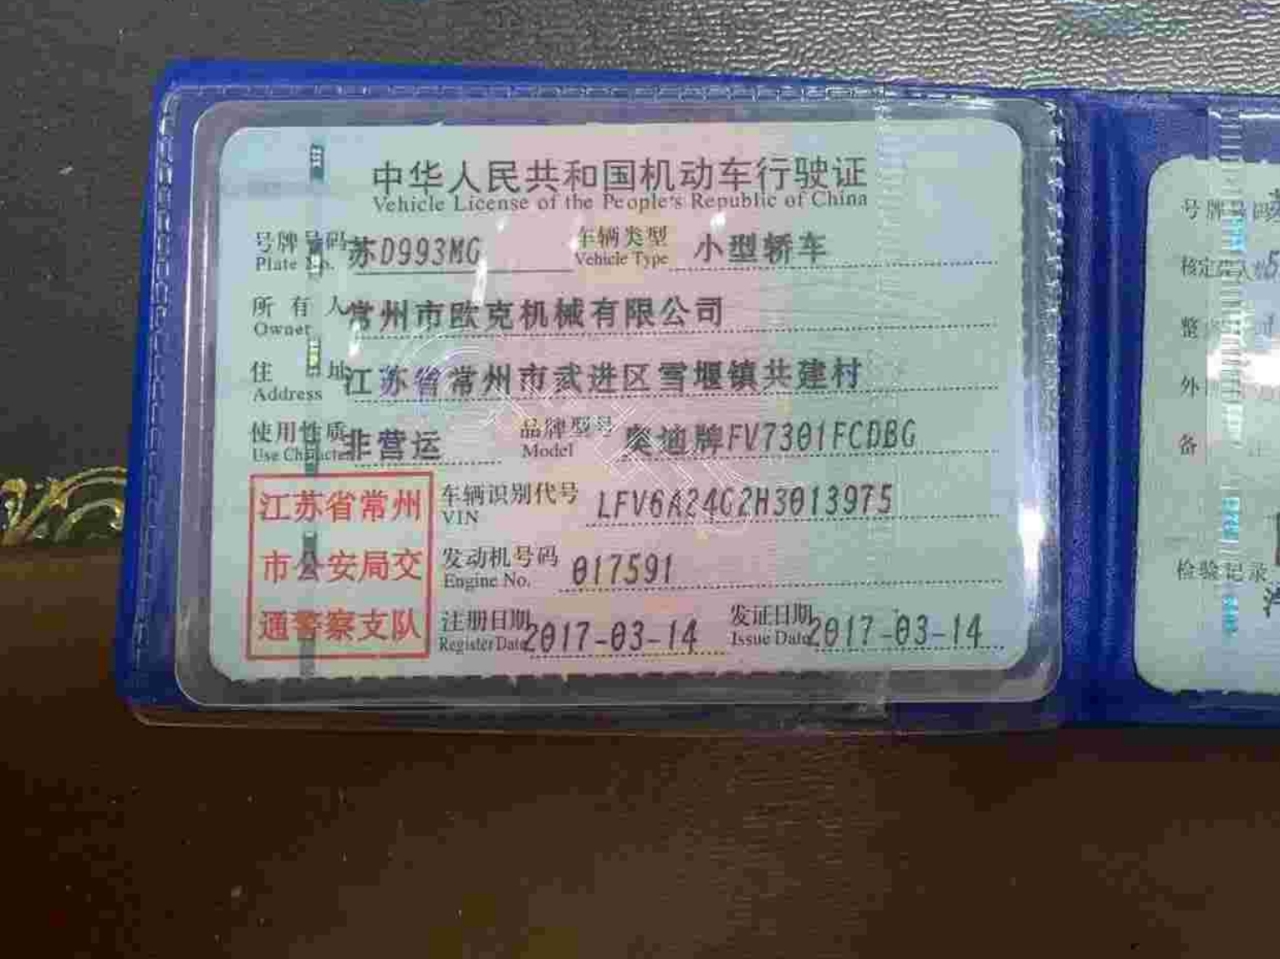 中华人民共和国机动车行驶证
Vehicle License of the People's Republic of China
号牌号码 苏D993MG 车辆类型 小型轿车
Plate No. Vehicle Type
所有人 常州市欧克机械有限公司
Owner
住址 江苏省常州市武进区雪堰镇共建村
Address
使用性质 非营运 品牌型号 奥迪牌FV7301FCDBG
Use Character Model
江苏省常州
市公安局交
通警察支队
车辆识别代号 LFV6A24G2H3013975
VIN
发动机号码 017591
Engine No.
注册日期 2017-03-14 发证日期 2017-03-14
Register Date Issue Date
号牌号码
核定载人数 5
整
外
备
检验记录